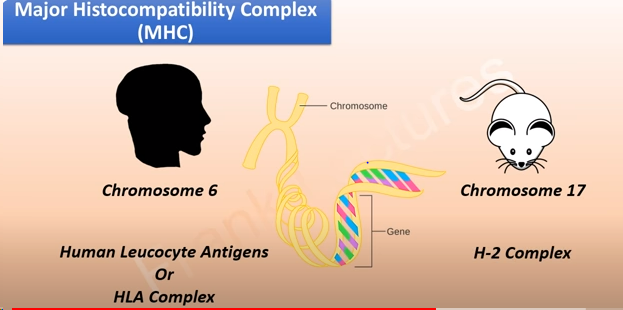 Major Histocompatibility Complex
(MHC)
Chromosome
Chromosome 6
Chromosome 17
Gene
Human Leucocyte Antigens
Or
HLA Complex
H-2 Complex